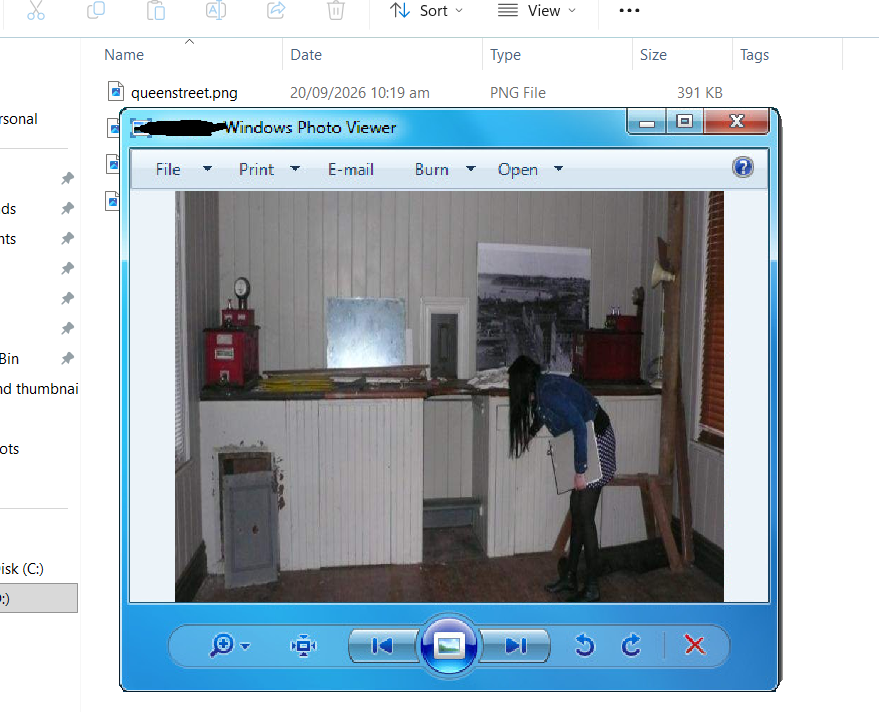 Sort View
Name Date Type Size Tags
queenstreet.png 20/09/2026 10:19 am PNG File 391 KB
rsonal
Windows Photo Viewer
File Print E-mail Burn Open
ds
nts
Bin
nd thumbnai
ots
isk (C:)
:)